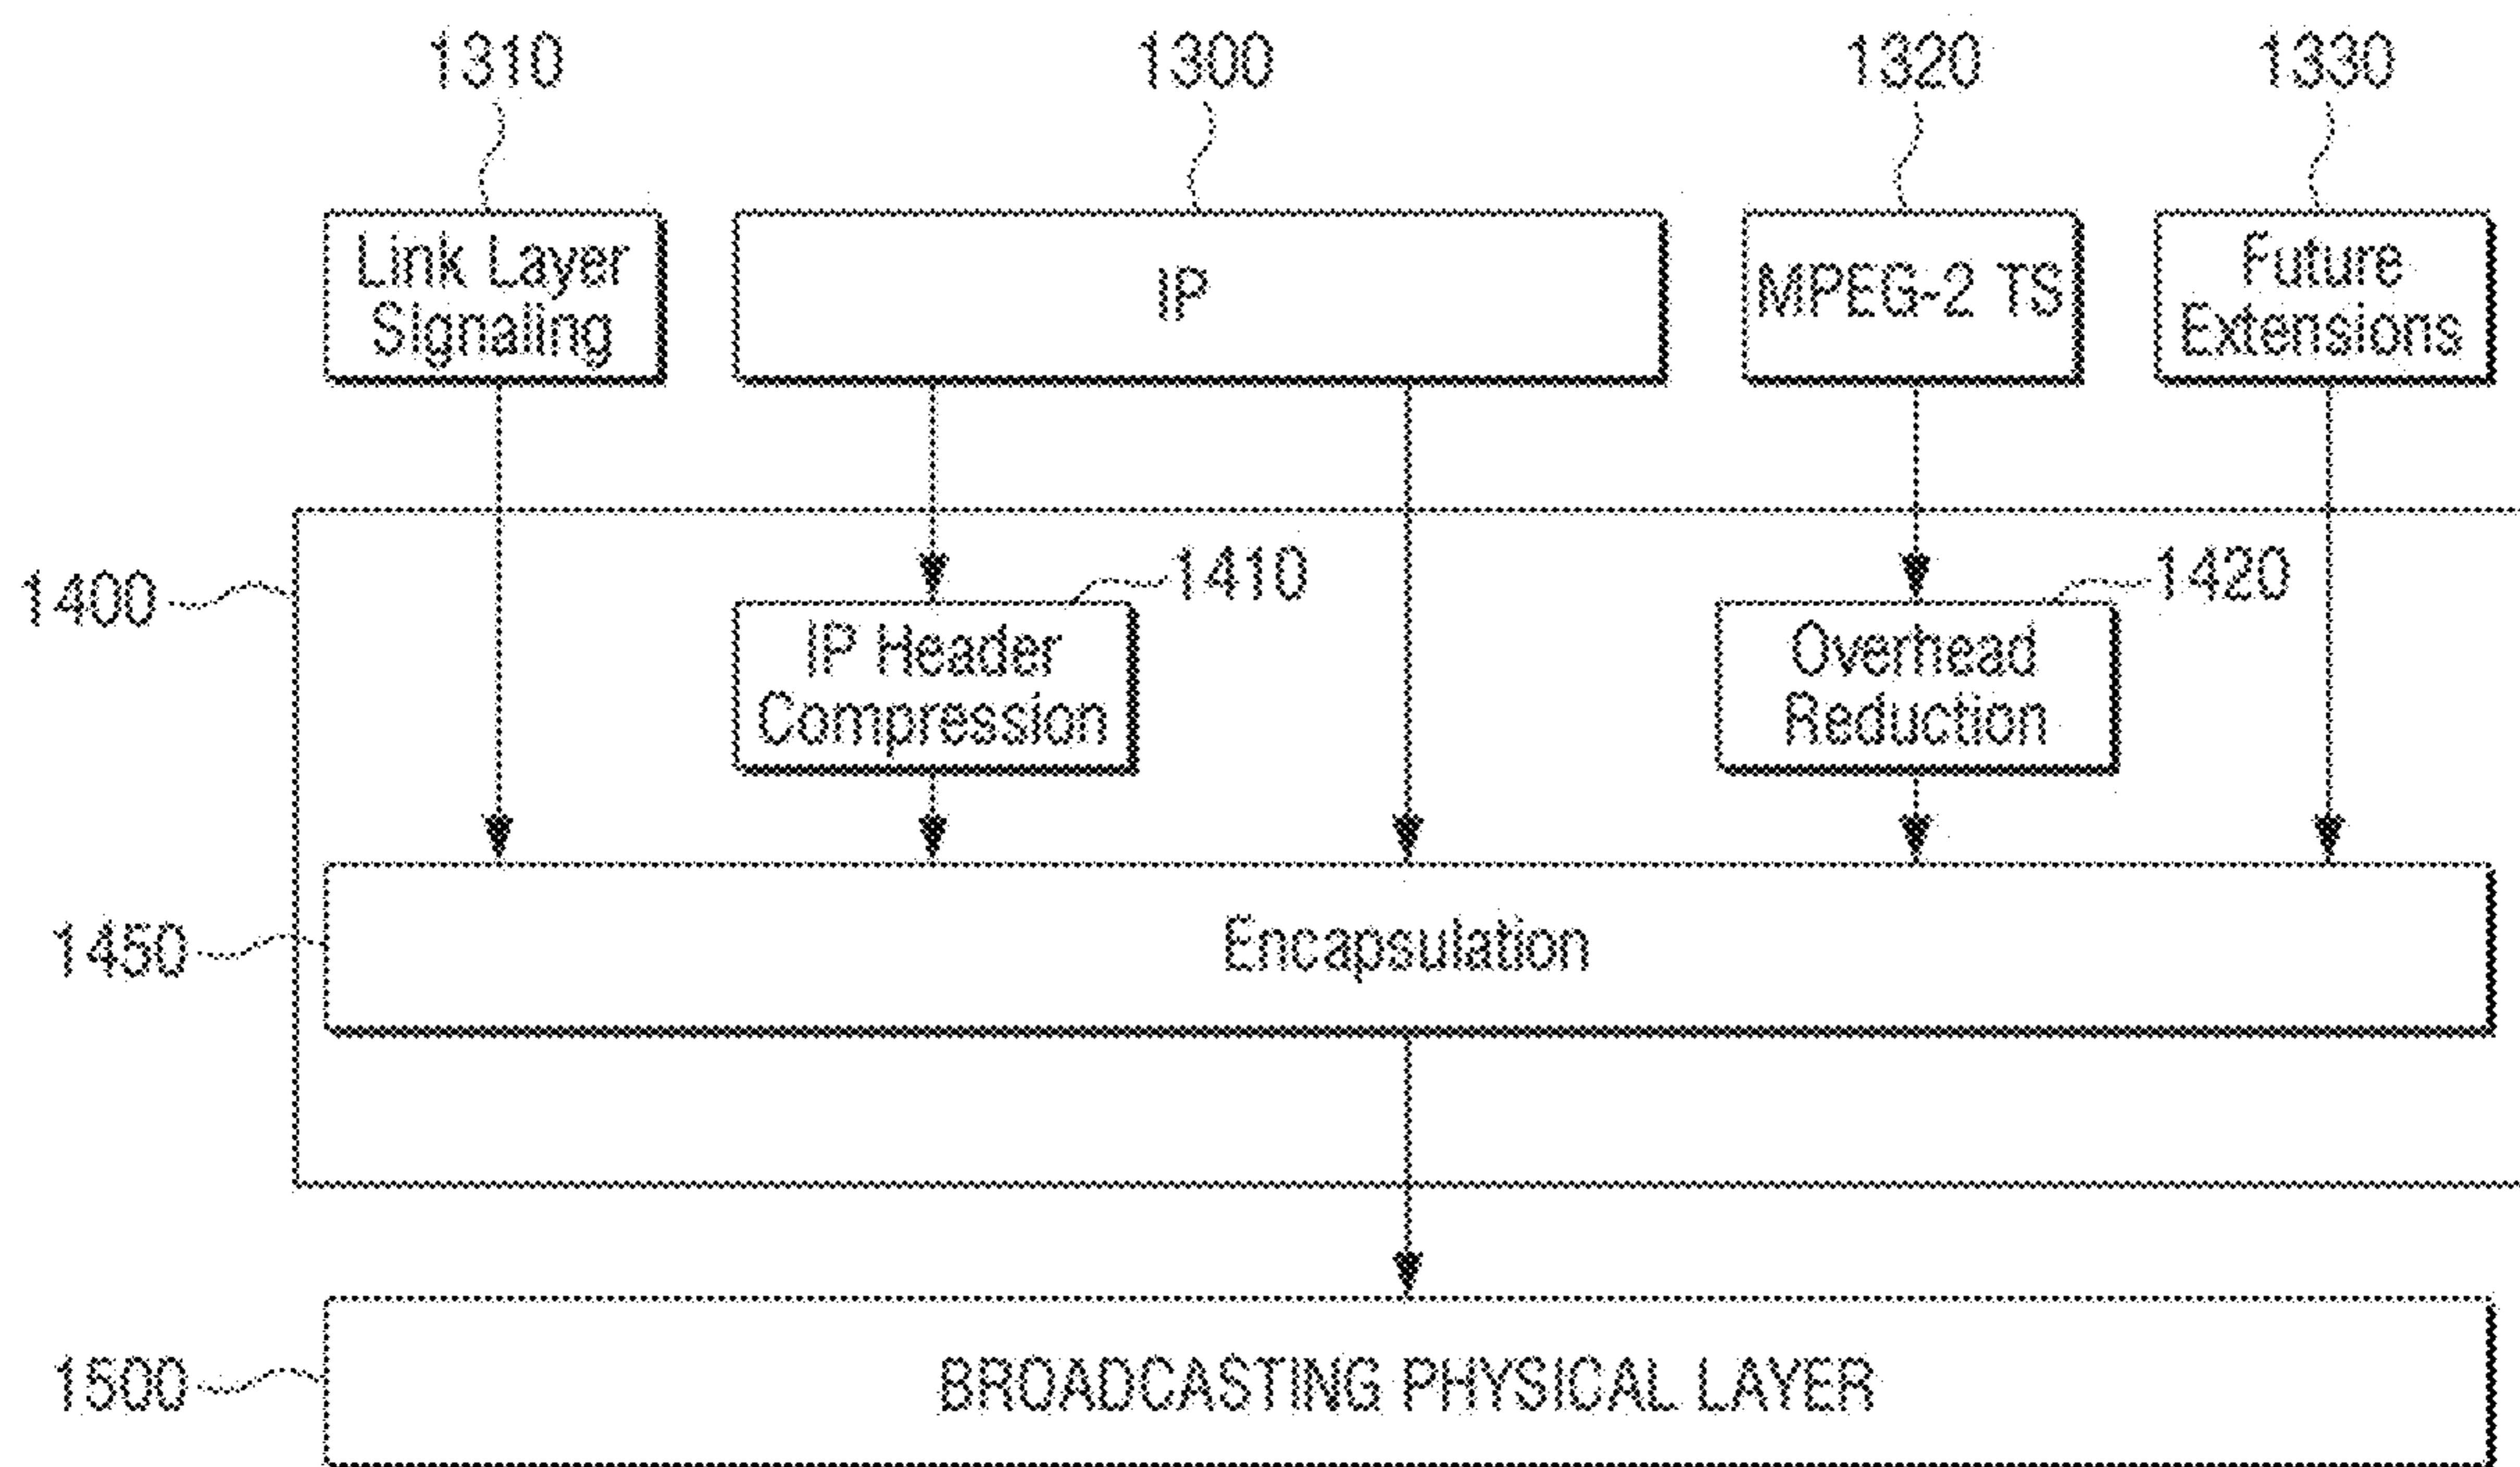 1310
1300
1320
1330
Link Layer
Signaling
IP
MPEG-2 TS
Future
Extensions
1400
1410
1420
IP Header
Compression
Overhead
Reduction
1450
Encapsulation
1500
BROADCASTING PHYSICAL LAYER